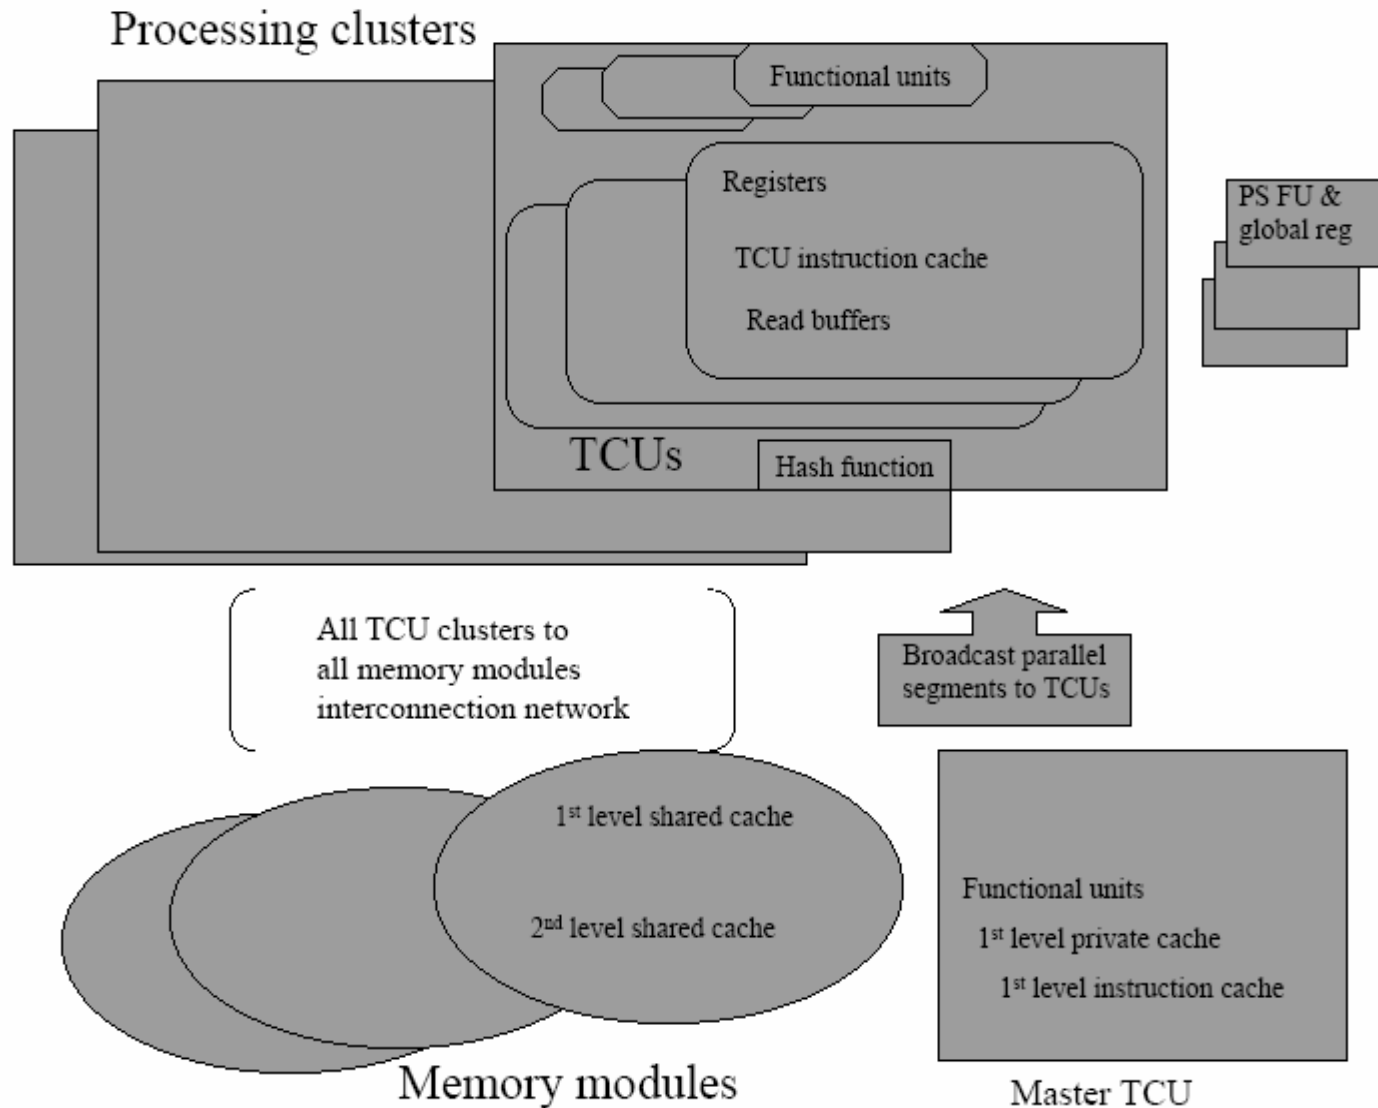 Processing clusters
Functional units
Registers
TCU instruction cache
Read buffers
TCUs
Hash function
PS FU &
global reg
All TCU clusters to
all memory modules
interconnection network
Broadcast parallel
segments to TCUs
1st level shared cache
2nd level shared cache
Memory modules
Functional units
1st level private cache
1st level instruction cache
Master TCU